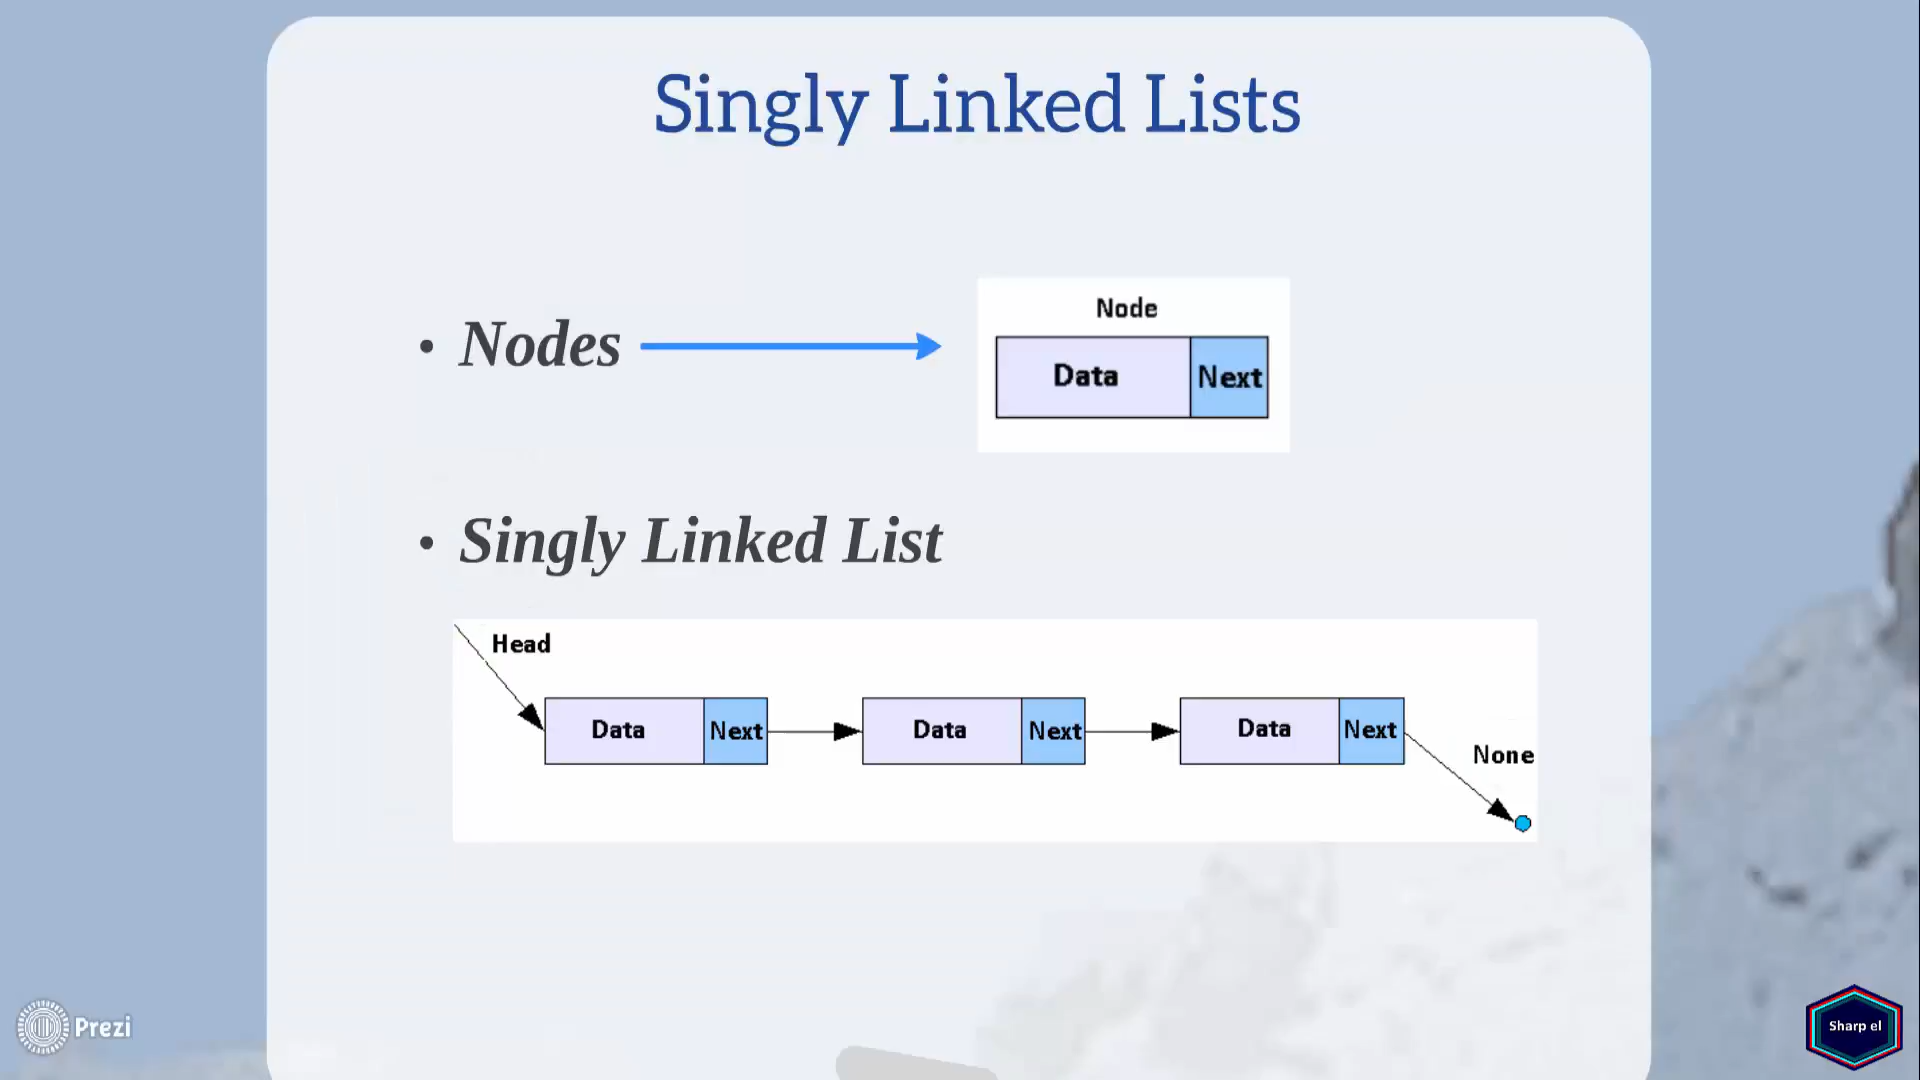 Singly Linked Lists
• Nodes
Node
Data Next
• Singly Linked List
Head
Data Next Data Next Data Next
None
Prezi
Sharp el